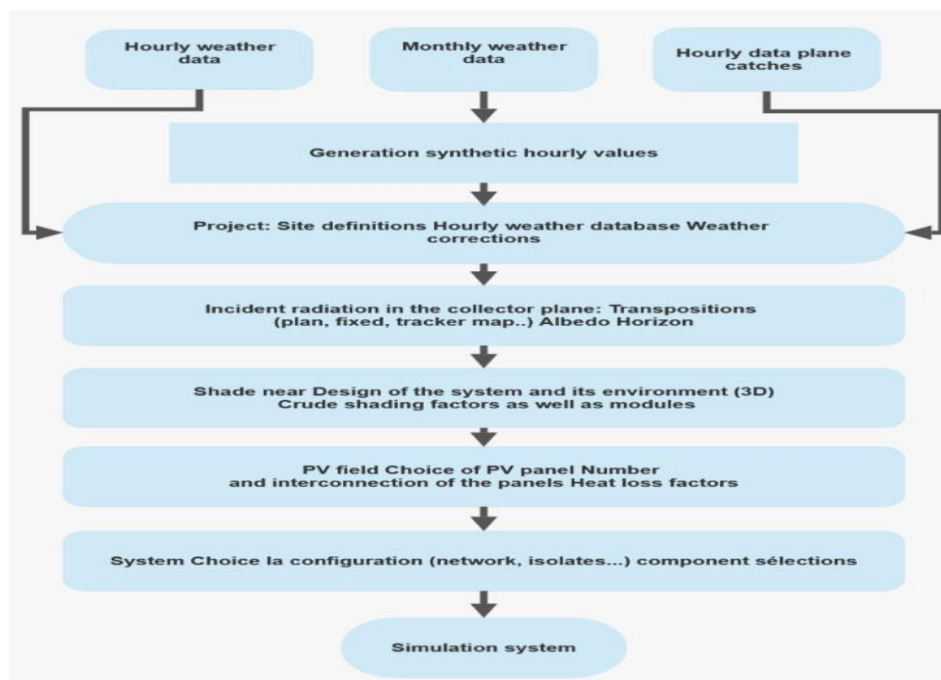 Hourly weather
data
Monthly weather
data
Hourly data plane
catches
Generation synthetic hourly values
Project: Site definitions Hourly weather database Weather
corrections
Incident radiation in the collector plane: Transpositions
(plan, fixed, tracker map..) Albedo Horizon
Shade near Design of the system and its environment (3D)
Crude shading factors as well as modules
PV field Choice of PV panel Number
and interconnection of the panels Heat loss factors
System Choice la configuration (network, isolates...) component sélections
Simulation system